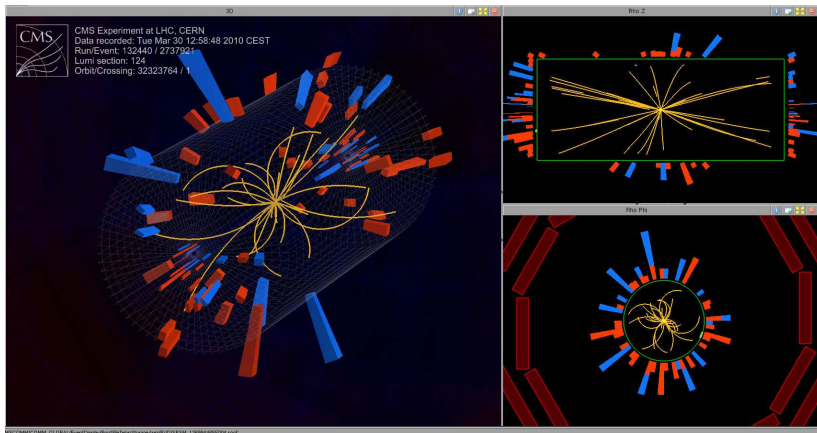 3D
CMS
CMS Experiment at LHC, CERN
Data recorded: Tue Mar 30 12:58:48 2010 CEST
Run/Event: 132440 / 2737921
Lumi section: 124
Orbit/Crossing: 32323764 / 1
Rho Z
Rho Phi